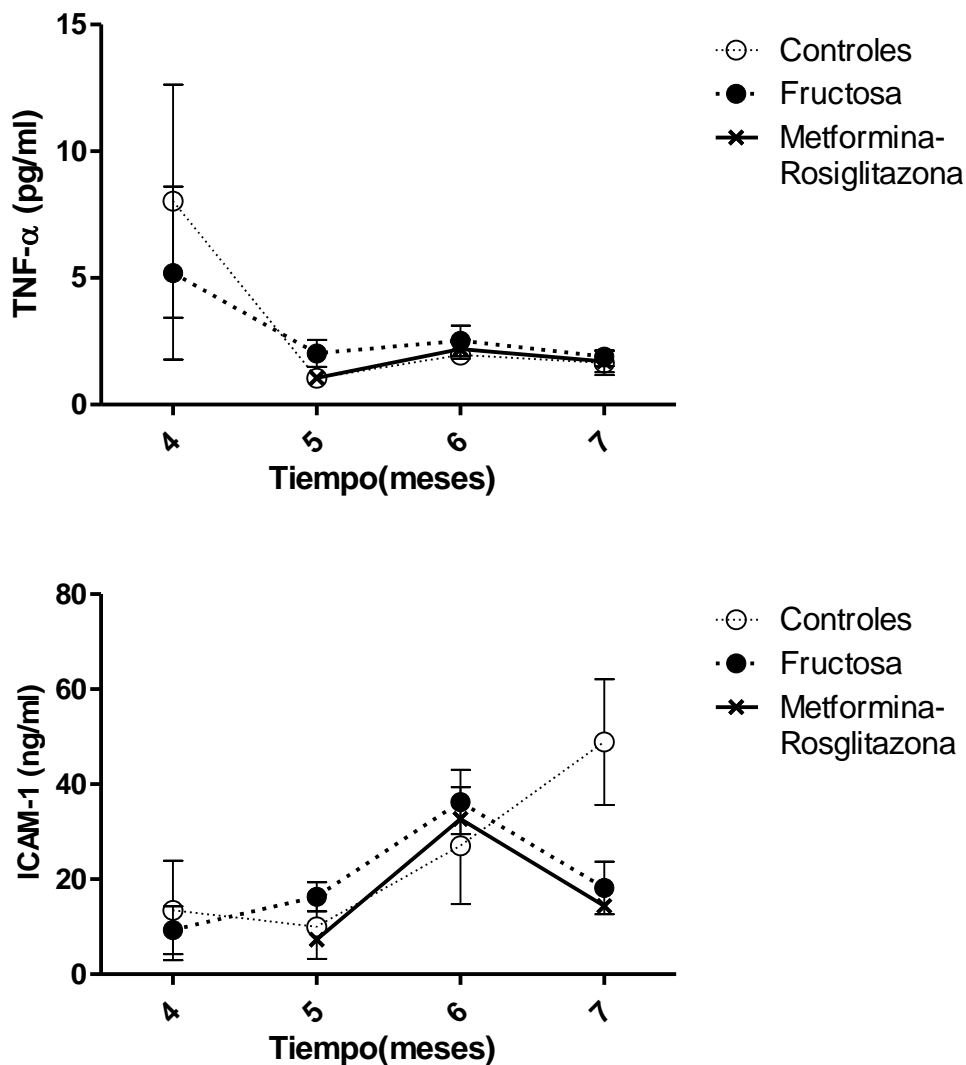 15
10
5
0
TNF-α (pg/ml)
4
5
6
7
Tiempo(meses)
Controles
Fructosa
Metformina-
Rosiglitazona
80
60
40
20
0
ICAM-1 (ng/ml)
4
5
6
7
Tiempo(meses)
Controles
Fructosa
Metformina-
Rosglitazona